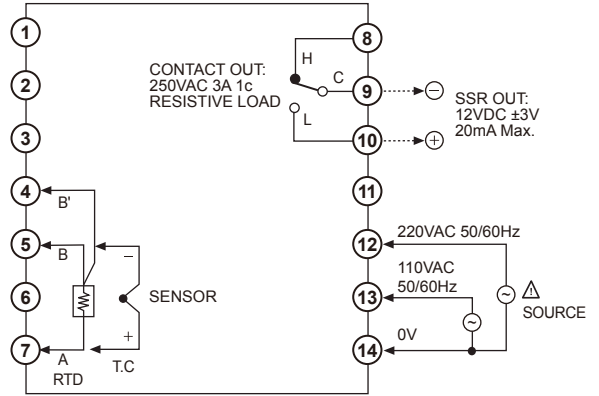 1
2
3
4
5
6
7
B'
B
A
RTD
T.C
−
+
SENSOR
CONTACT OUT:
250VAC 3A 1c
RESISTIVE LOAD
H
C
L
8
9
10
11
12
13
14
−
+
SSR OUT:
12VDC ±3V
20mA Max.
220VAC 50/60Hz
110VAC
50/60Hz
0V
~
~
!
SOURCE